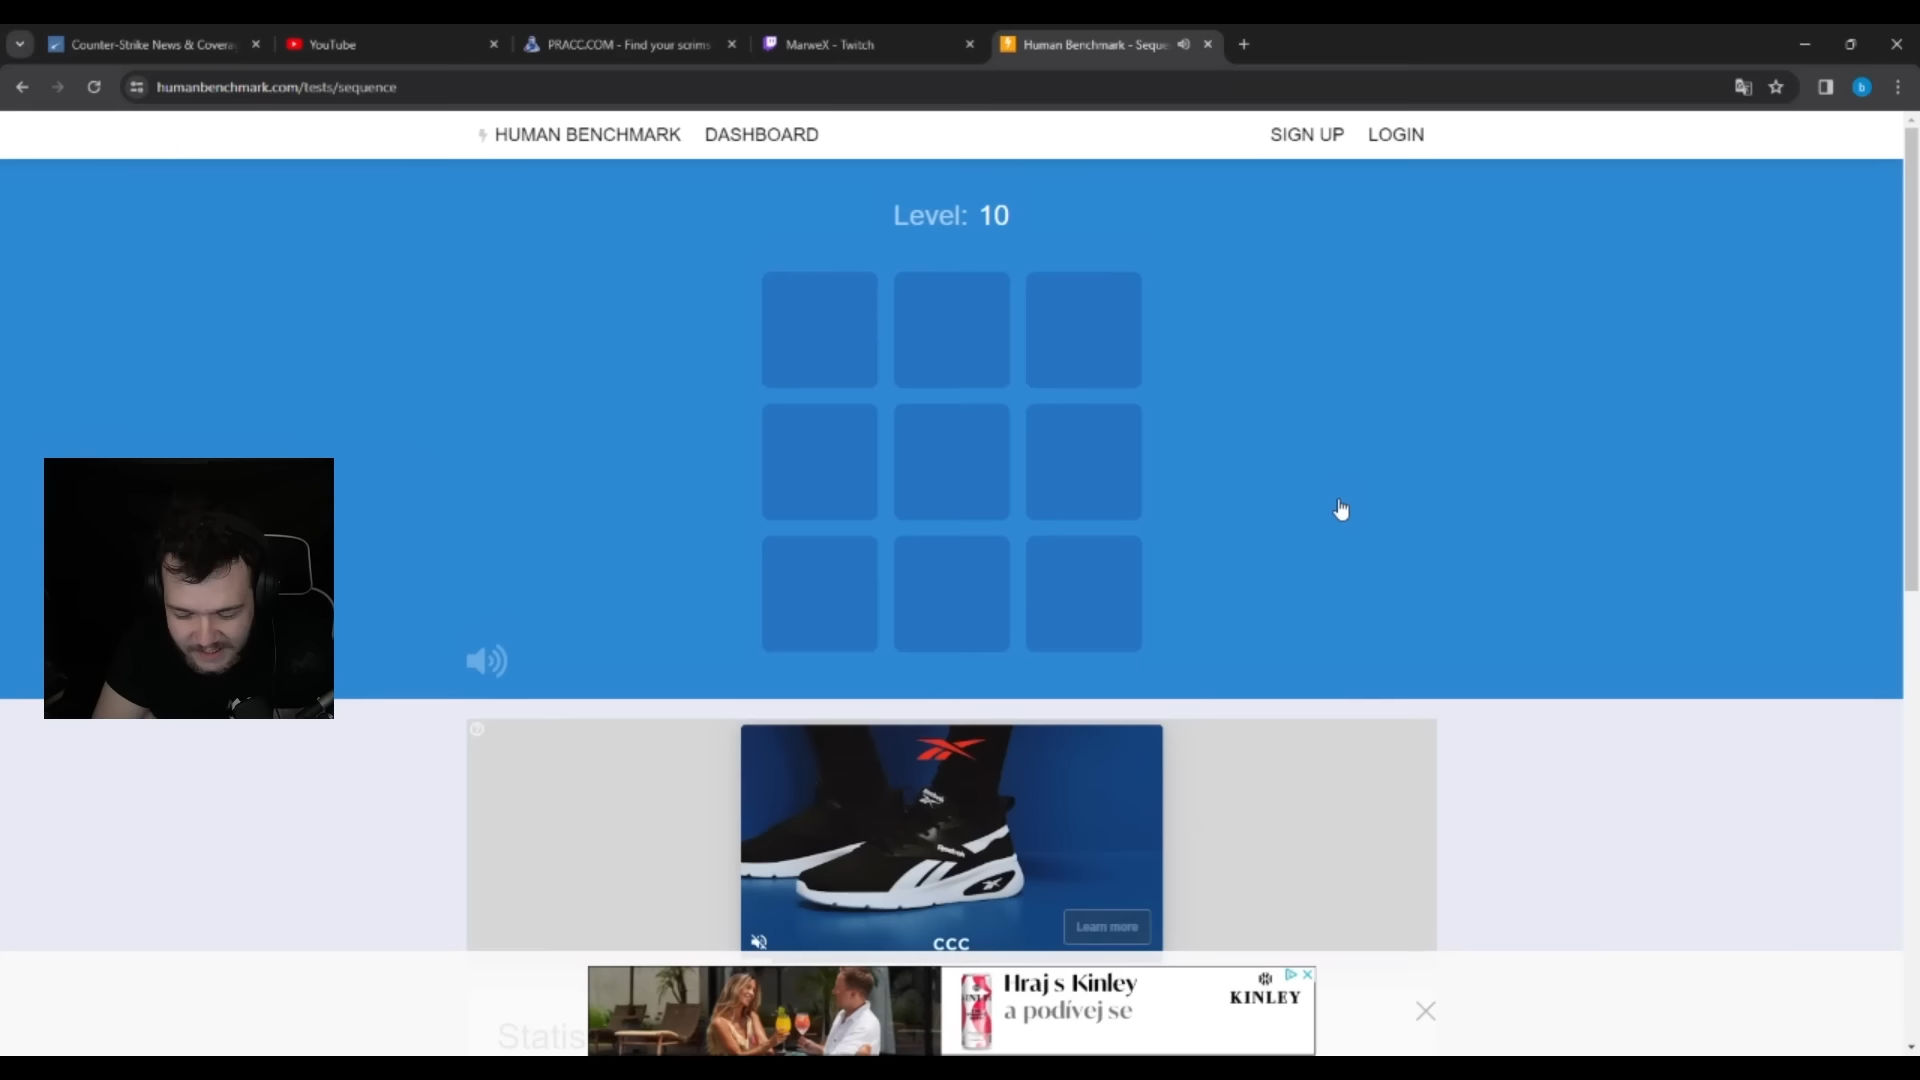 Counter-Strike News & Covera
YouTube
PRACC.COM - Find your scrims
MarweX - Twitch
Human Benchmark - Seque
humanbenchmark.com/tests/sequence
b
HUMAN BENCHMARK
DASHBOARD
SIGN UP
LOGIN
Level: 10
Reebok
Learn more
CCC
Hraj s Kinley
a podívej se
KINLEY
Statis